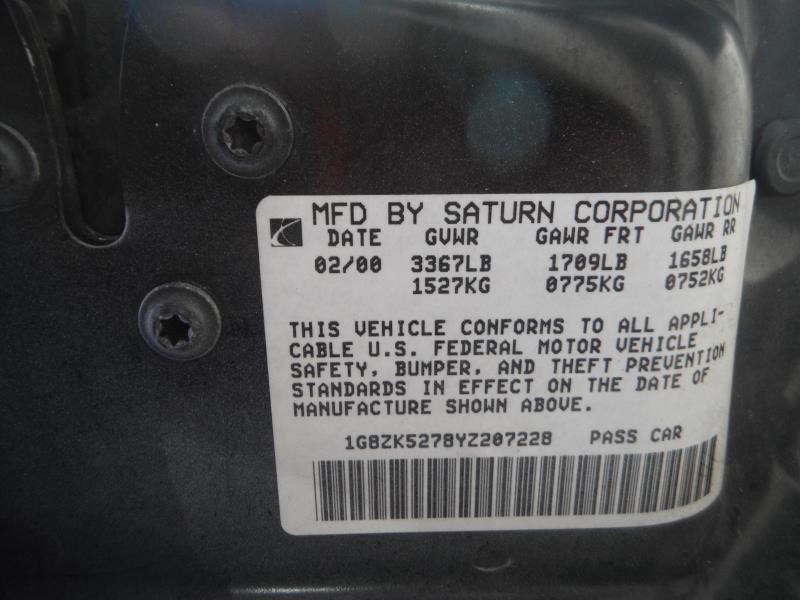 MFD BY SATURN CORPORATION
DATE GVWR GAWR FRT GAWR RR
02/00 3367LB 1709LB 1658LB
1527KG 0775KG 0752KG
THIS VEHICLE CONFORMS TO ALL APPLI-
CABLE U.S. FEDERAL MOTOR VEHICLE
SAFETY, BUMPER, AND THEFT PREVENTION
STANDARDS IN EFFECT ON THE DATE OF
MANUFACTURE SHOWN ABOVE.
1G8ZK5278YZ207228 PASS CAR